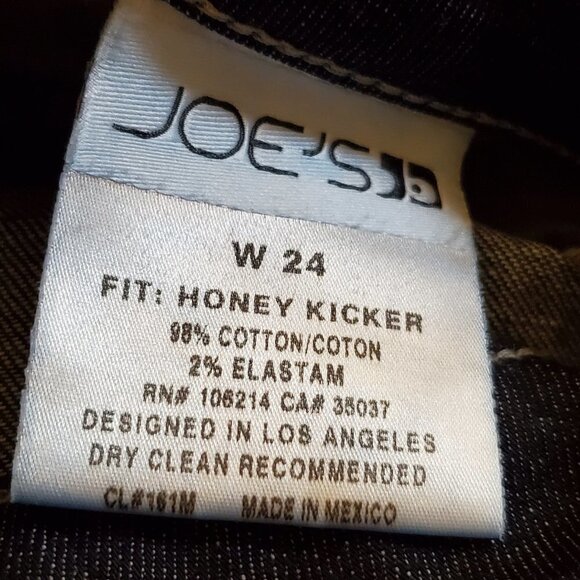 JOE'S
W 24
FIT: HONEY KICKER
98% COTTON/COTON
2% ELASTAM
RN# 106214 CA# 35037
DESIGNED IN LOS ANGELES
DRY CLEAN RECOMMENDED
CL#161M MADE IN MEXICO